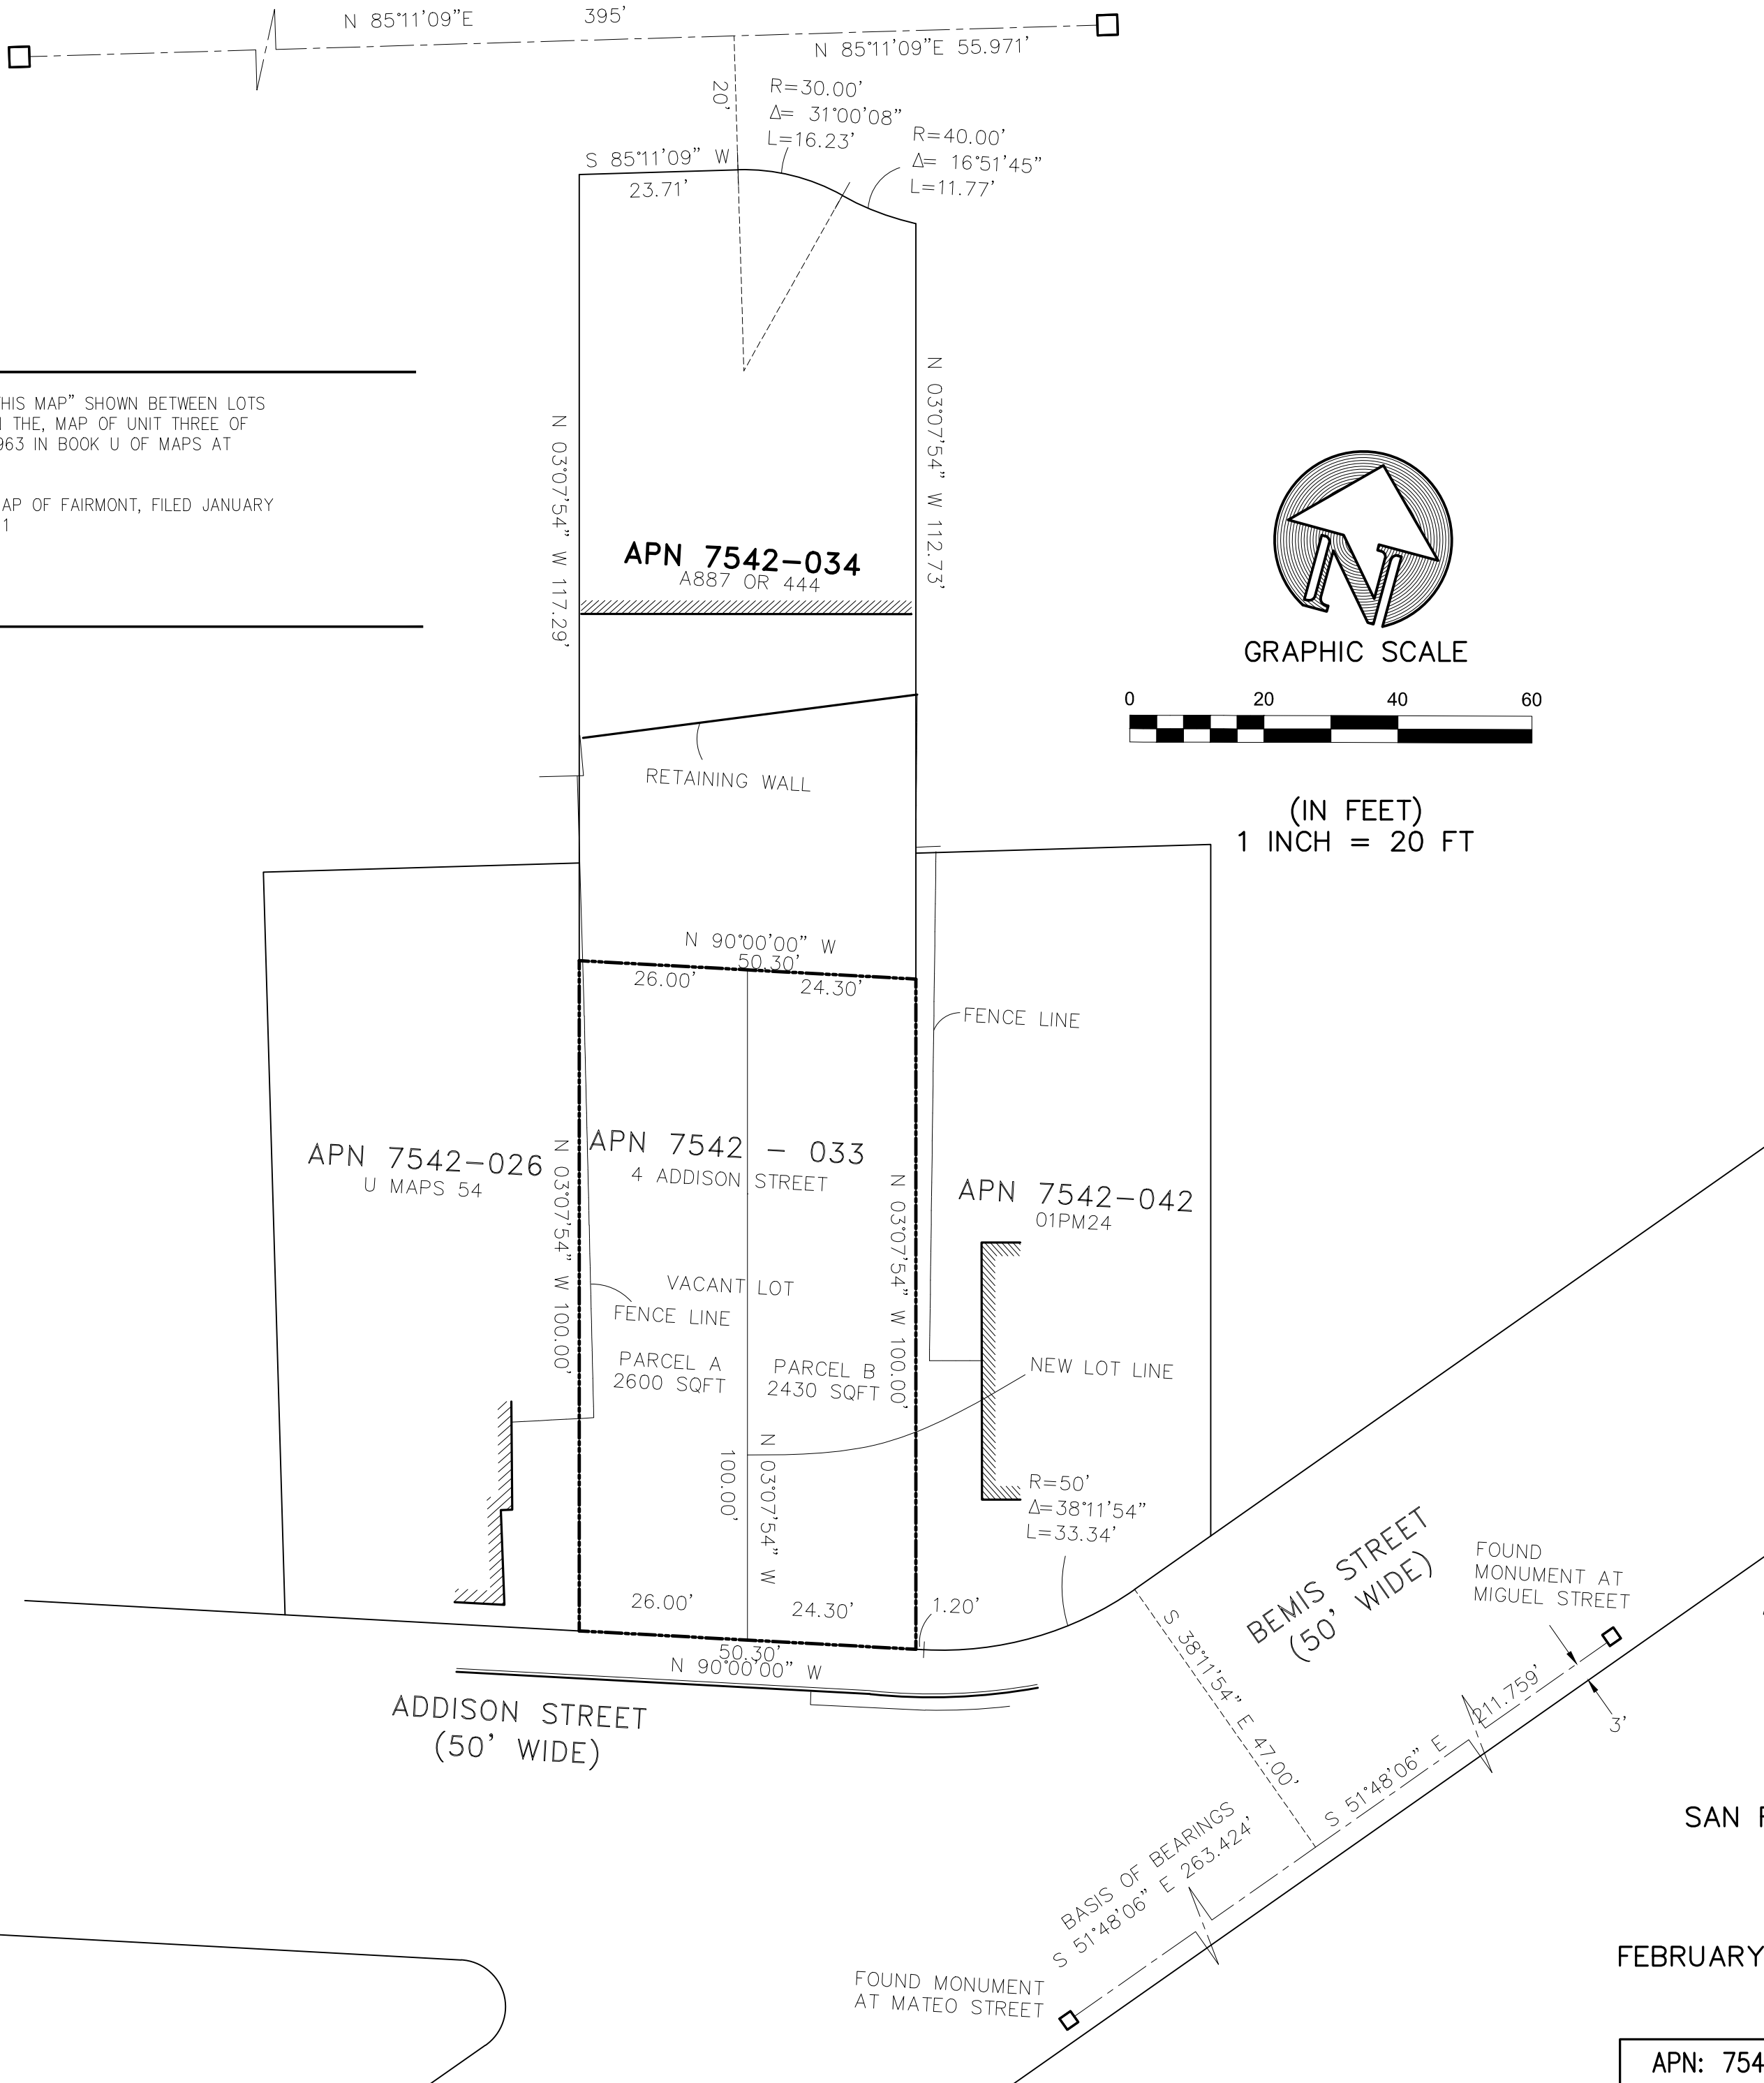 N 85°11'09"E 395'
N 85°11'09"E 55.971'
20'
R=30.00'
Δ= 31°00'08"
L=16.23'
R=40.00'
Δ= 16°51'45"
L=11.77'
S 85°11'09" W
23.71'
HIS MAP" SHOWN BETWEEN LOTS
THE, MAP OF UNIT THREE OF
963 IN BOOK U OF MAPS AT
AP OF FAIRMONT, FILED JANUARY
1
N 03°07'54" W 117.29'
N 03°07'54" W 112.73'
APN 7542-034
A887 OR 444
RETAINING WALL
N
GRAPHIC SCALE
0 20 40 60
(IN FEET)
1 INCH = 20 FT
N 90°00'00" W
50.30'
26.00'
24.30'
FENCE LINE
APN 7542-026
U MAPS 54
N 03°07'54" W 100.00'
APN 7542 - 033
4 ADDISON STREET
N 03°07'54" W 100.00'
APN 7542-042
01PM24
VACANT LOT
FENCE LINE
PARCEL A
2600 SQFT
PARCEL B
2430 SQFT
NEW LOT LINE
N 03°07'54" W
100.00'
R=50'
Δ=38°11'54"
L=33.34'
26.00'
24.30'
1.20'
50.30'
N 90°00'00" W
ADDISON STREET
(50' WIDE)
BEMIS STREET
(50' WIDE)
FOUND
MONUMENT AT
MIGUEL STREET
S 38°11'54" E 47.00'
211.759'
3'
S 51°48'06" E
BASIS OF BEARINGS
S 51°48'06" E 263.424'
FOUND MONUMENT
AT MATEO STREET
SAN
FEBRUARY
APN: 754